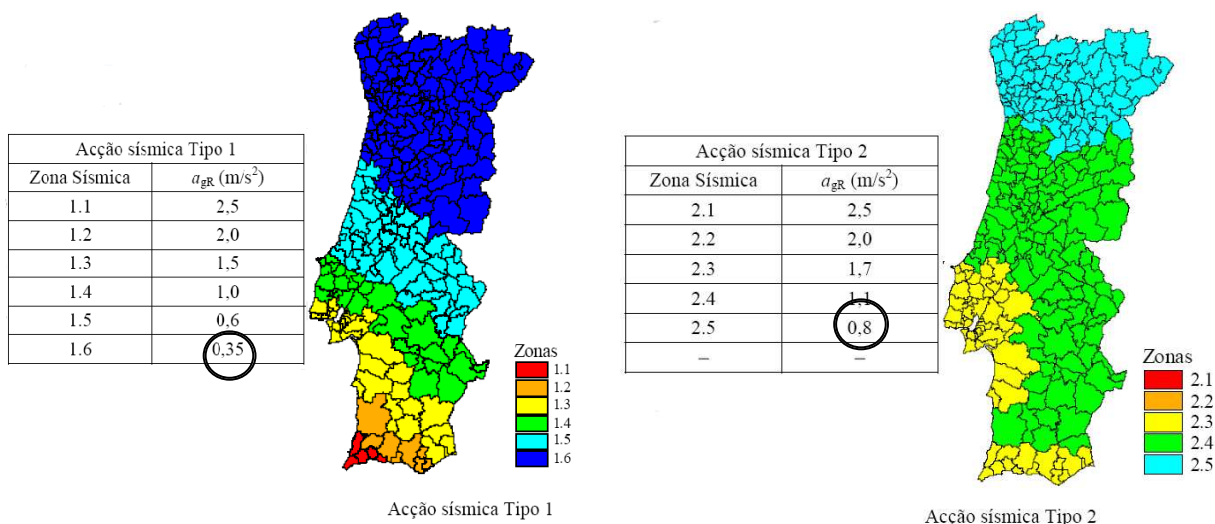 Acção sísmica Tipo 1
Zona Sísmica agR (m/s²)
1.1 2,5
1.2 2,0
1.3 1,5
1.4 1,0
1.5 0,6
1.6 0,35
Zonas
1.1
1.2
1.3
1.4
1.5
1.6
Acção sísmica Tipo 1
Acção sísmica Tipo 2
Zona Sísmica agR (m/s²)
2.1 2,5
2.2 2,0
2.3 1,7
2.4 1,1
2.5 0,8
– –
Zonas
2.1
2.2
2.3
2.4
2.5
Acção sísmica Tipo 2